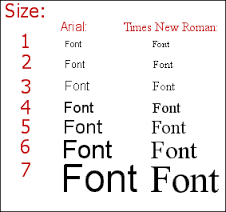 Size:
Arial: Times New Roman:
1 Font Font
2 Font Font
3 Font Font
4 Font Font
5 Font Font
6 Font Font
7 Font Font